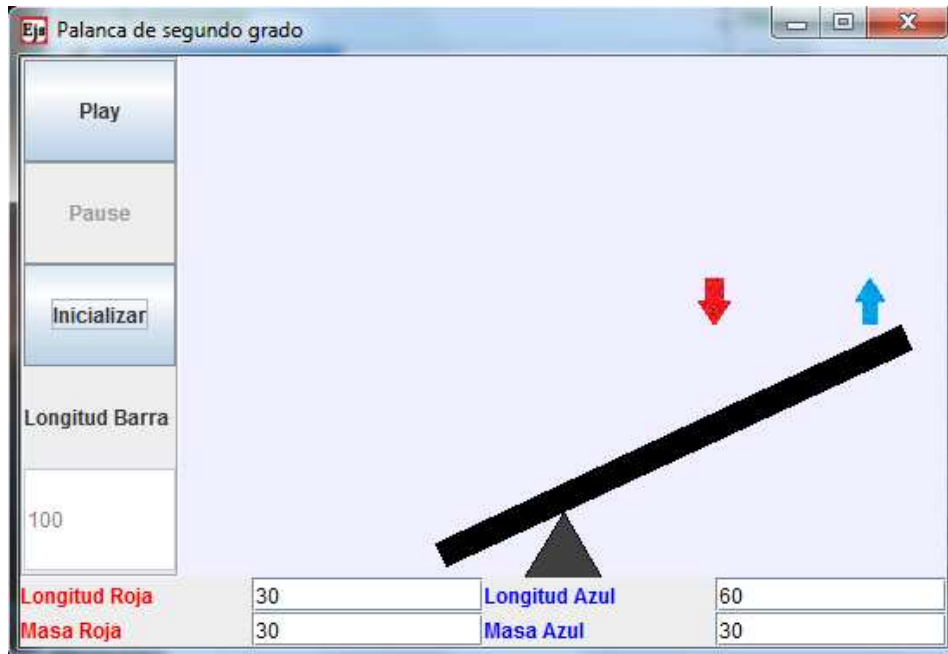 Ejs Palanca de segundo grado
Play
Pause
Inicializar
Longitud Barra
100
Longitud Roja 30 Longitud Azul 60
Masa Roja 30 Masa Azul 30